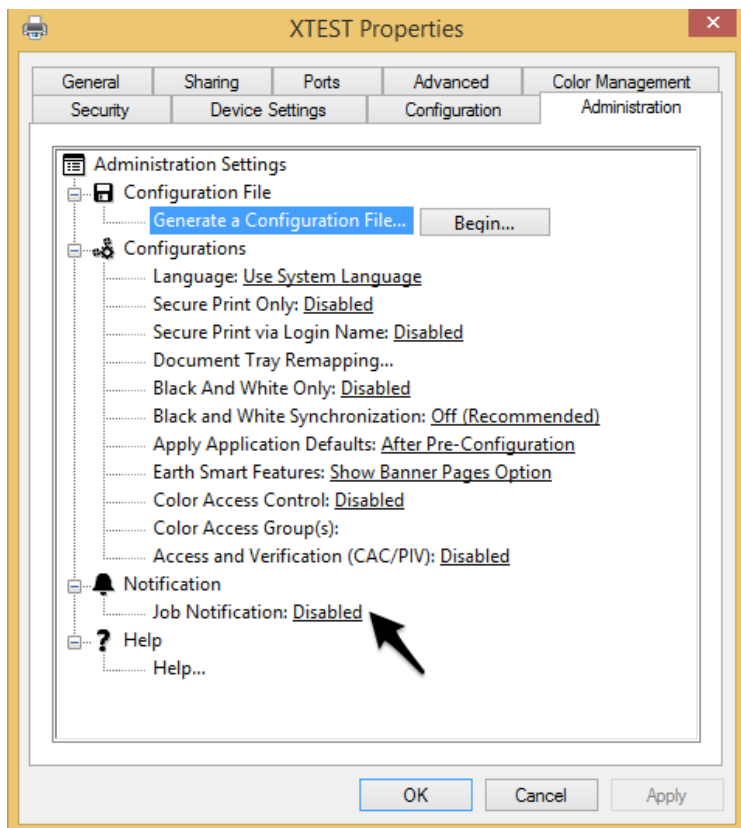 XTEST Properties
General Sharing Ports Advanced Color Management
Security Device Settings Configuration Administration
Administration Settings
Configuration File
Generate a Configuration File... Begin...
Configurations
Language: Use System Language
Secure Print Only: Disabled
Secure Print via Login Name: Disabled
Document Tray Remapping...
Black And White Only: Disabled
Black and White Synchronization: Off (Recommended)
Apply Application Defaults: After Pre-Configuration
Earth Smart Features: Show Banner Pages Option
Color Access Control: Disabled
Color Access Group(s):
Access and Verification (CAC/PIV): Disabled
Notification
Job Notification: Disabled
? Help
Help...
OK Cancel Apply